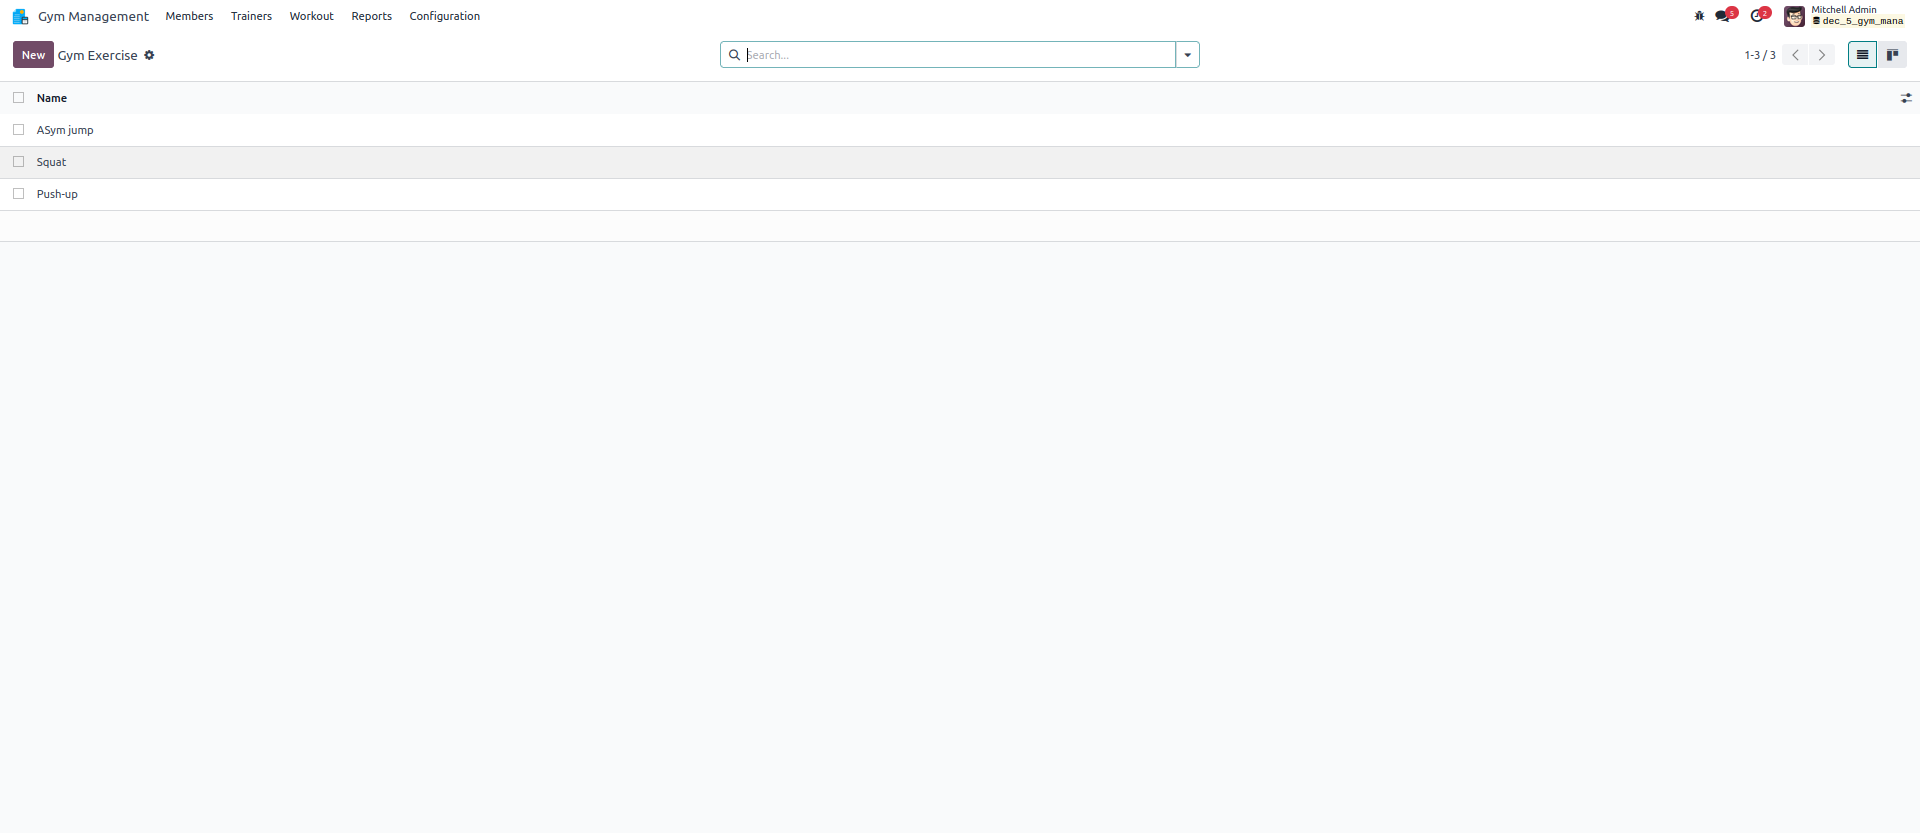 Gym Management Members Trainers Workout Reports Configuration 5 2 Mitchell Admin
dec_5_gym_mana
New Gym Exercise Search... 1-3 / 3
Name
ASym jump
Squat
Push-up